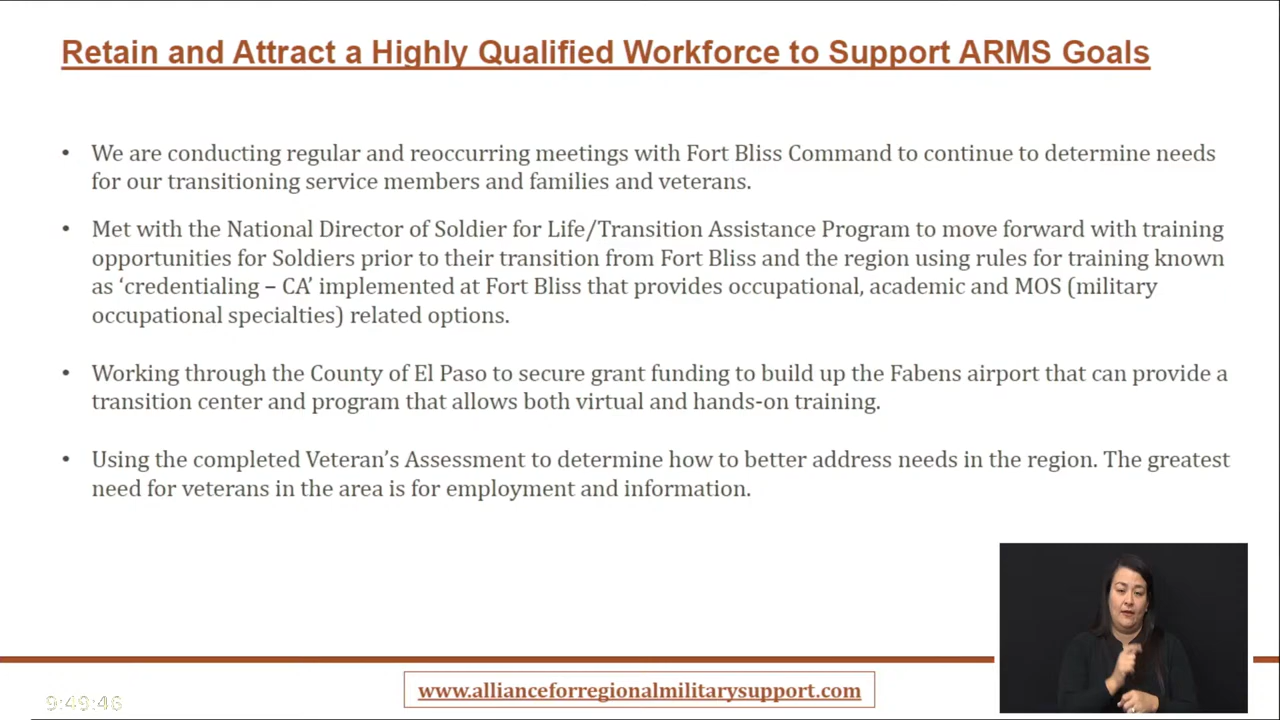 Retain and Attract a Highly Qualified Workforce to Support ARMS Goals
• We are conducting regular and reoccurring meetings with Fort Bliss Command to continue to determine needs
for our transitioning service members and families and veterans.
• Met with the National Director of Soldier for Life/Transition Assistance Program to move forward with training
opportunities for Soldiers prior to their transition from Fort Bliss and the region using rules for training known
as ‘credentialing – CA’ implemented at Fort Bliss that provides occupational, academic and MOS (military
occupational specialties) related options.
• Working through the County of El Paso to secure grant funding to build up the Fabens airport that can provide a
transition center and program that allows both virtual and hands-on training.
• Using the completed Veteran’s Assessment to determine how to better address needs in the region. The greatest
need for veterans in the area is for employment and information.
www.allianceforregionalmilitarysupport.com
9:49:46